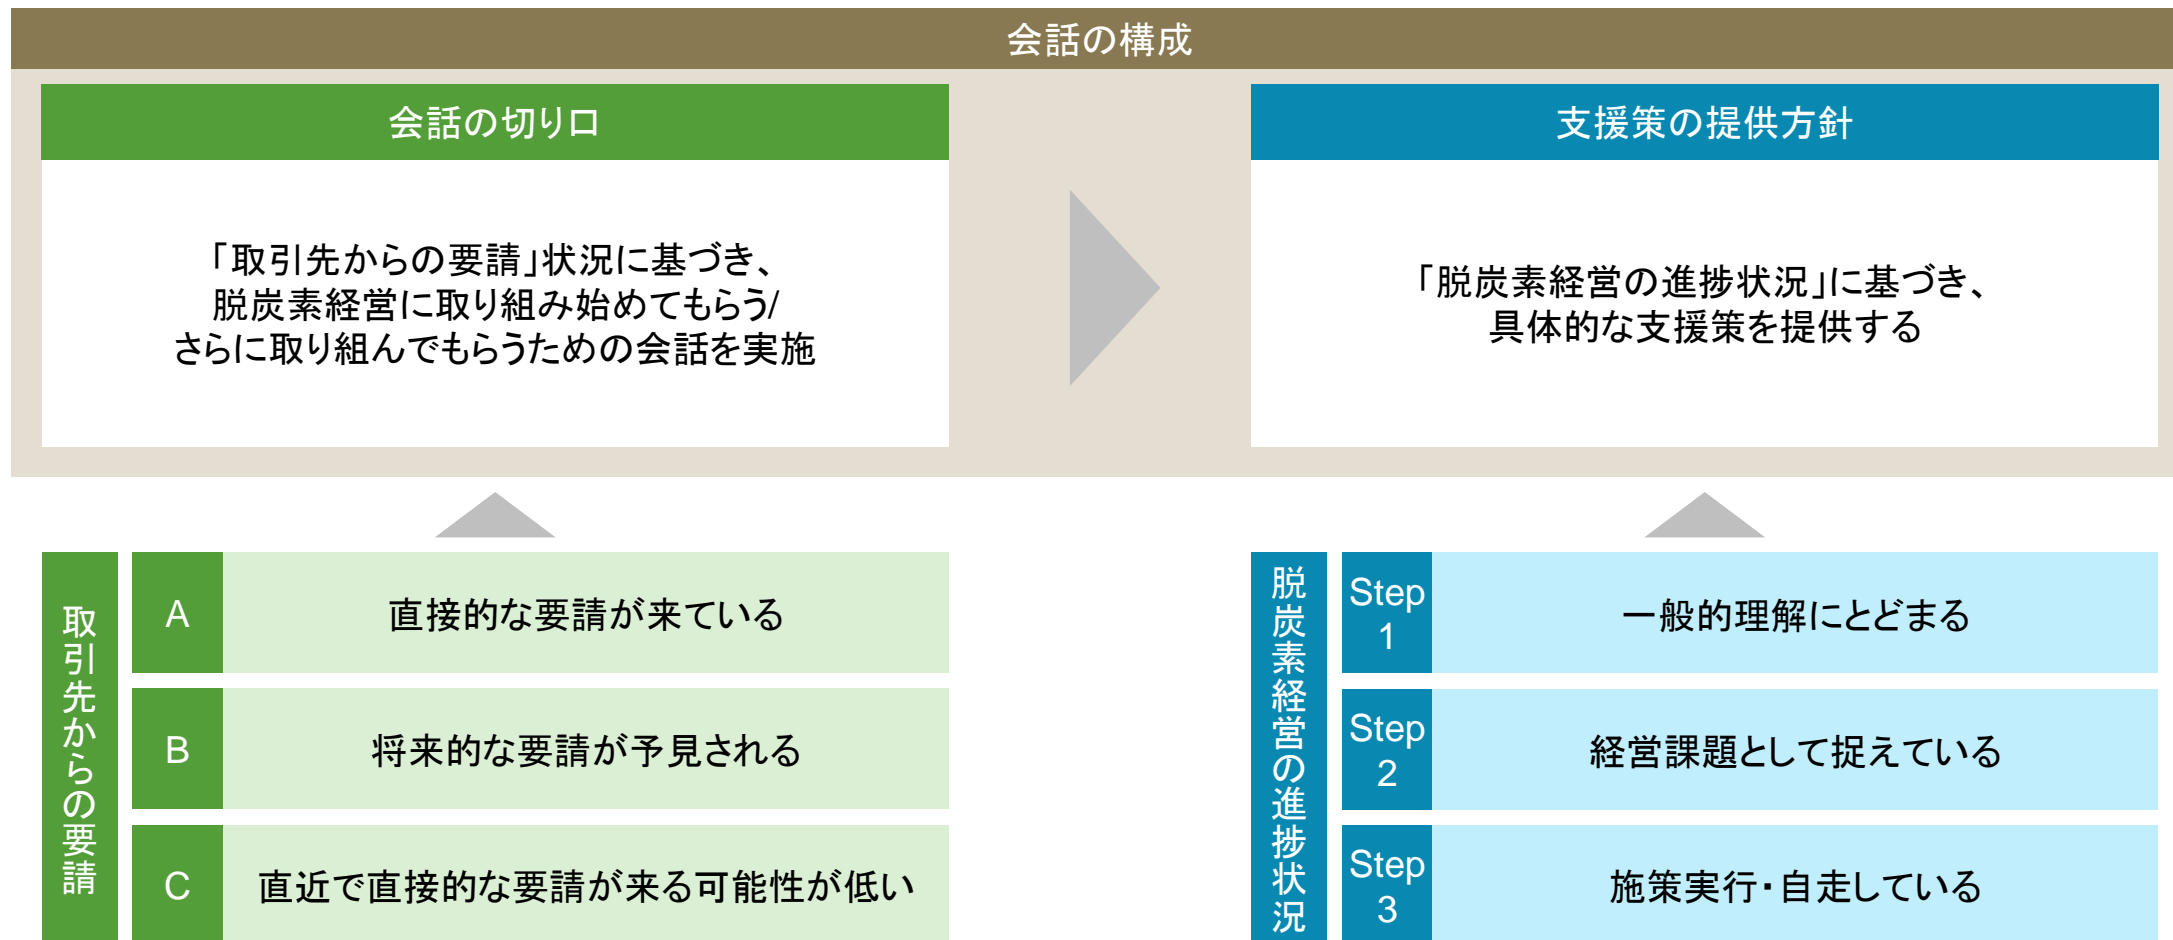 会話の構成
会話の切り口
「取引先からの要請」状況に基づき、
脱炭素経営に取り組み始めてもらう/
さらに取り組んでもらうための会話を実施
支援策の提供方針
「脱炭素経営の進捗状況」に基づき、
具体的な支援策を提供する
取引先からの要請
A
直接的な要請が来ている
B
将来的な要請が予見される
C
直近で直接的な要請が来る可能性が低い
脱炭素経営の進捗状況
Step
1
一般的理解にとどまる
Step
2
経営課題として捉えている
Step
3
施策実行・自走している